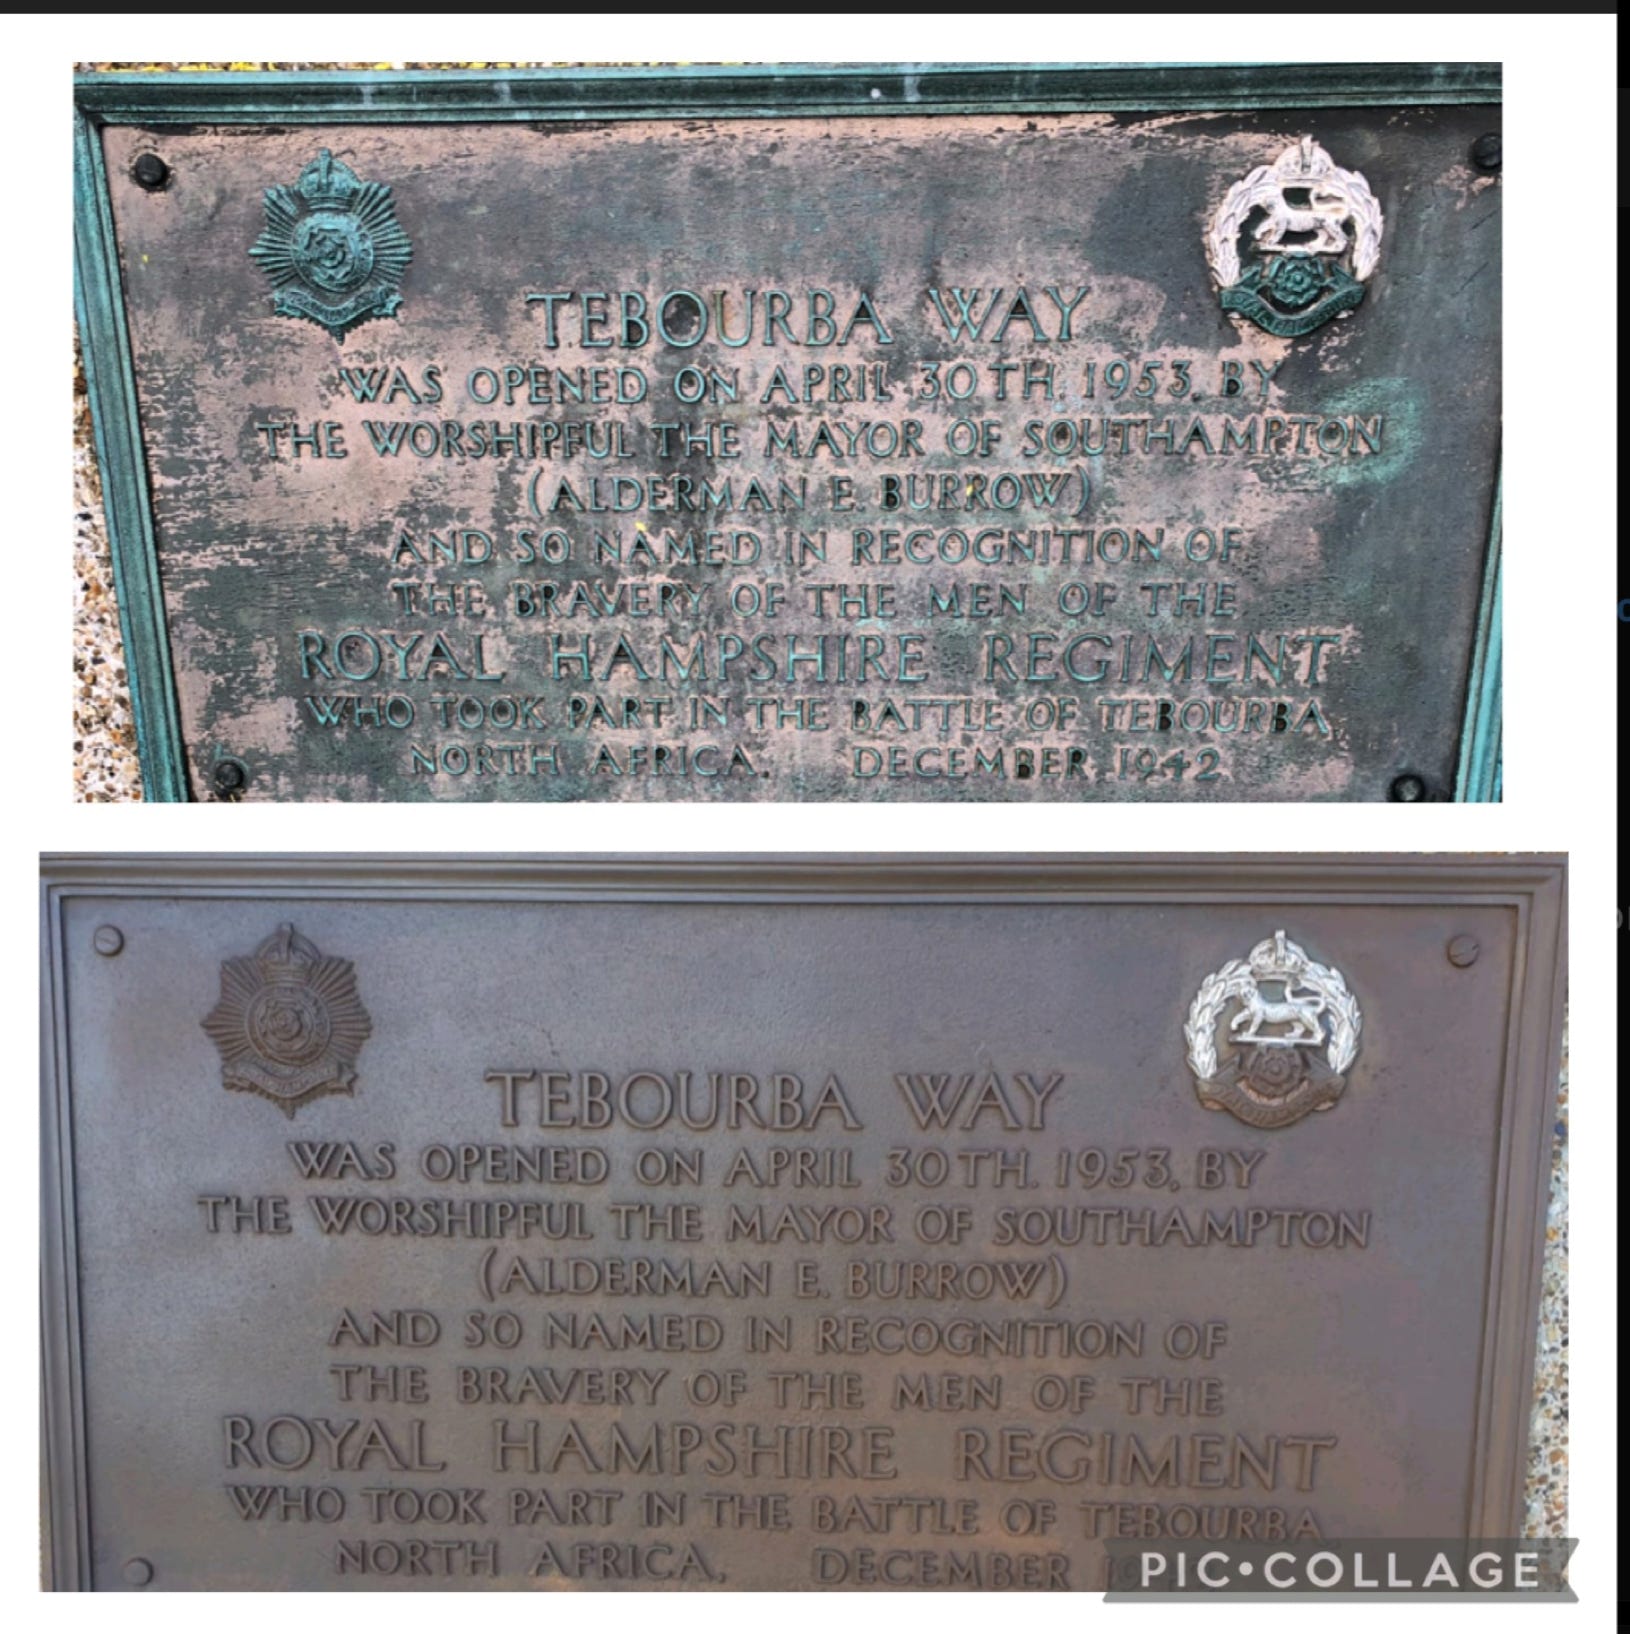 TEBOURBA WAY
WAS OPENED ON APRIL 30TH. 1953, BY
THE WORSHIPFUL THE MAYOR OF SOUTHAMPTON
(ALDERMAN E. BURROW)
AND SO NAMED IN RECOGNITION OF
THE BRAVERY OF THE MEN OF THE
ROYAL HAMPSHIRE REGIMENT
WHO TOOK PART IN THE BATTLE OF TEBOURBA
NORTH AFRICA. DECEMBER 1942
TEBOURBA WAY
WAS OPENED ON APRIL 30TH. 1953, BY
THE WORSHIPFUL THE MAYOR OF SOUTHAMPTON
(ALDERMAN E. BURROW)
AND SO NAMED IN RECOGNITION OF
THE BRAVERY OF THE MEN OF THE
ROYAL HAMPSHIRE REGIMENT
WHO TOOK PART IN THE BATTLE OF TEBOURBA
NORTH AFRICA. DECEMBER
PIC•COLLAGE